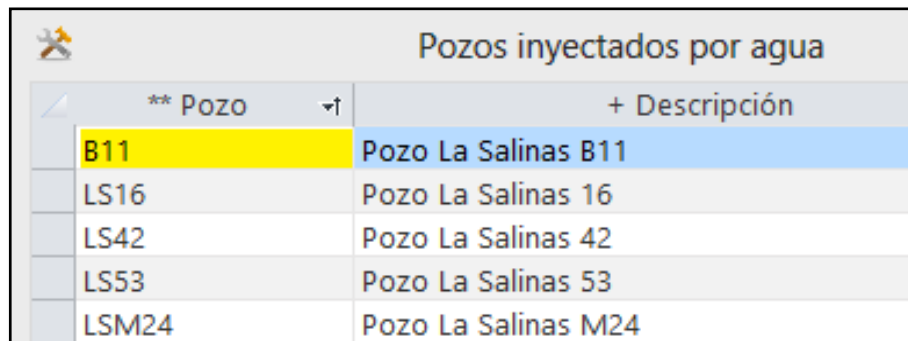 Pozos inyectados por agua
** Pozo + Descripción
B11 Pozo La Salinas B11
LS16 Pozo La Salinas 16
LS42 Pozo La Salinas 42
LS53 Pozo La Salinas 53
LSM24 Pozo La Salinas M24